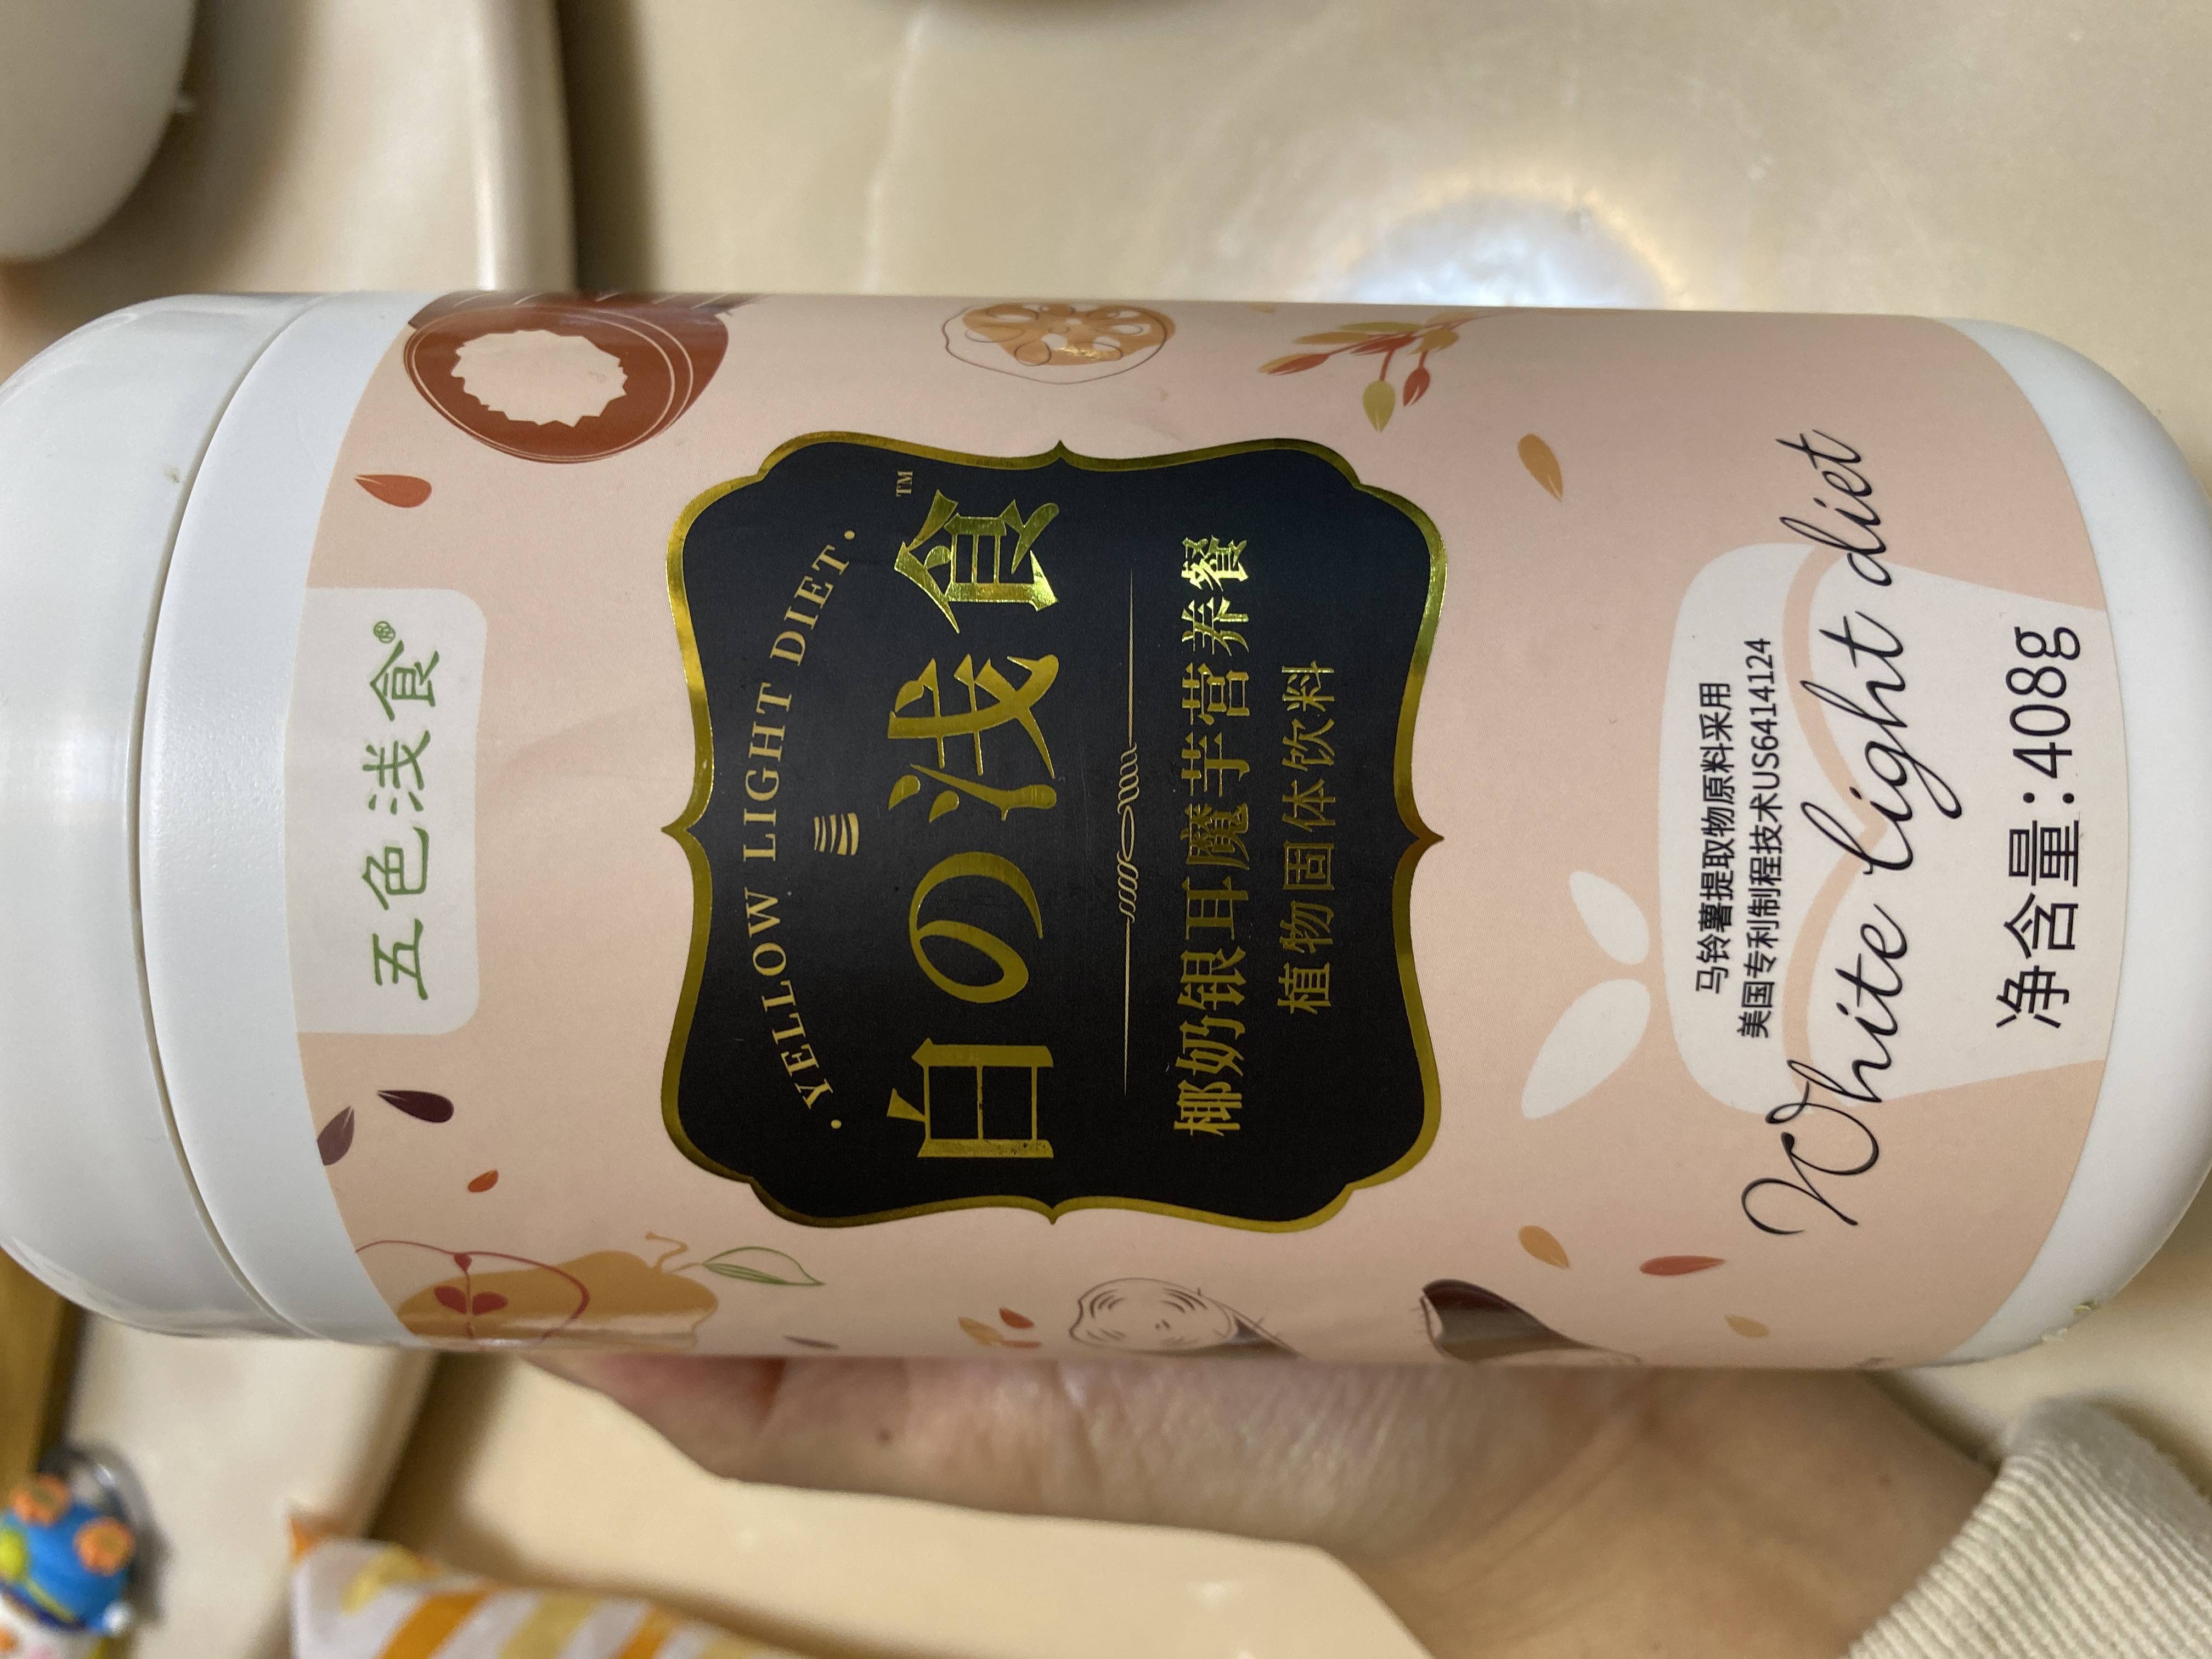 五色浅食®
· YELLOW LIGHT DIET ·
白の浅食™
椰奶银耳魔芋营养餐
植物固体饮料
马铃薯提取物原料采用
美国专利制程技术US6414124
White light diet
净含量:408g